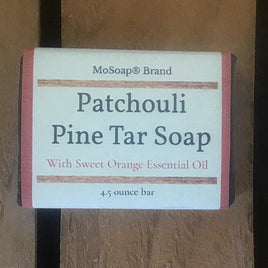 MoSoap® Brand
Patchouli
Pine Tar Soap
With Sweet Orange Essential Oil
4.5 ounce bar